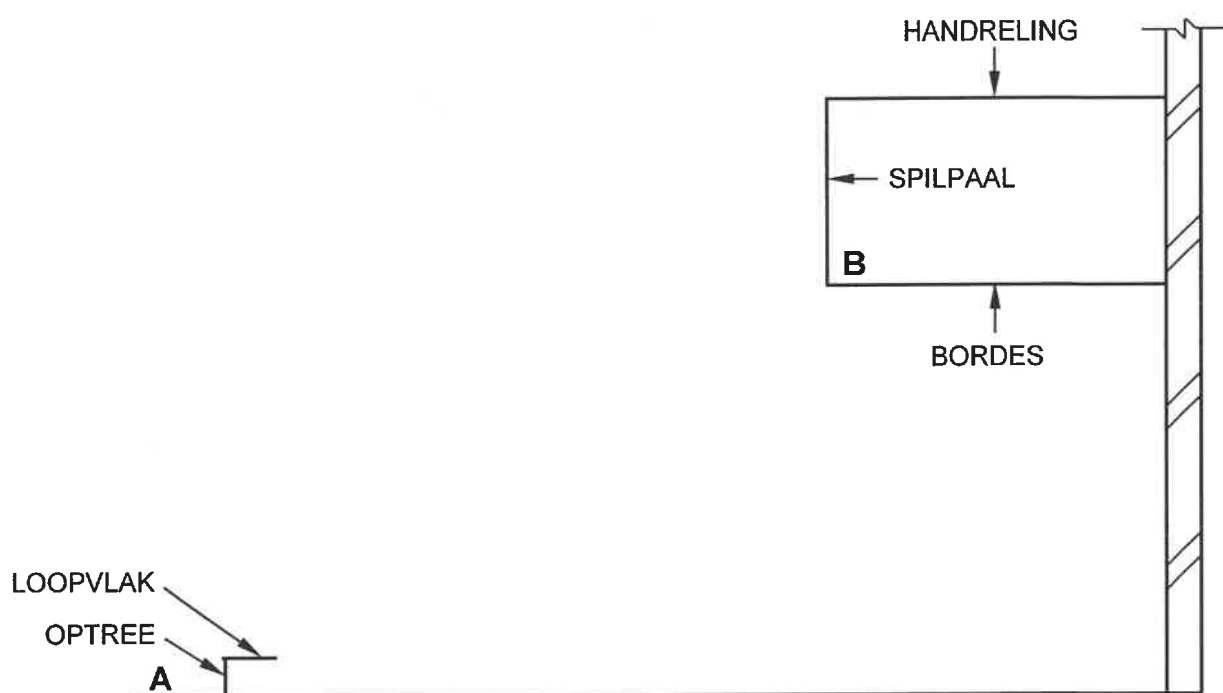 HANDRELING
SPILPAAL
B
BORDES
LOOPVLAK
OPTREE
A